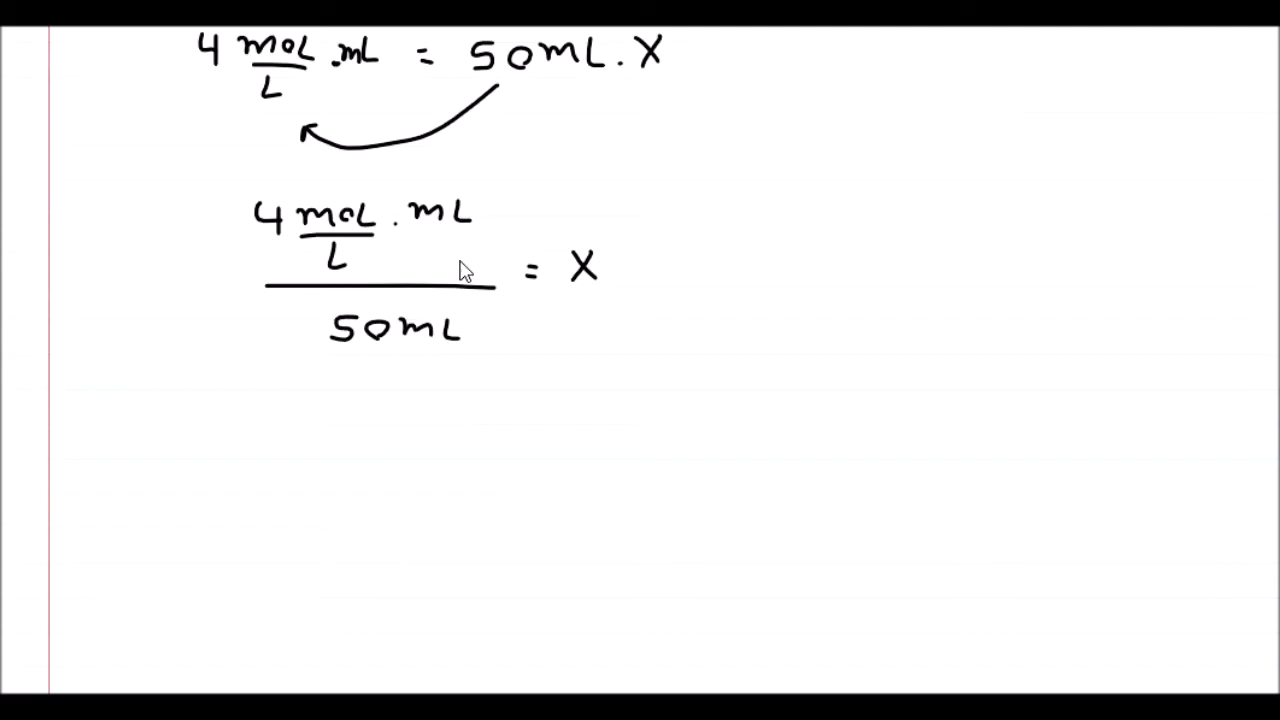 4 mol/L . mL = 50mL . X
4 mol/L . mL
= X
50mL